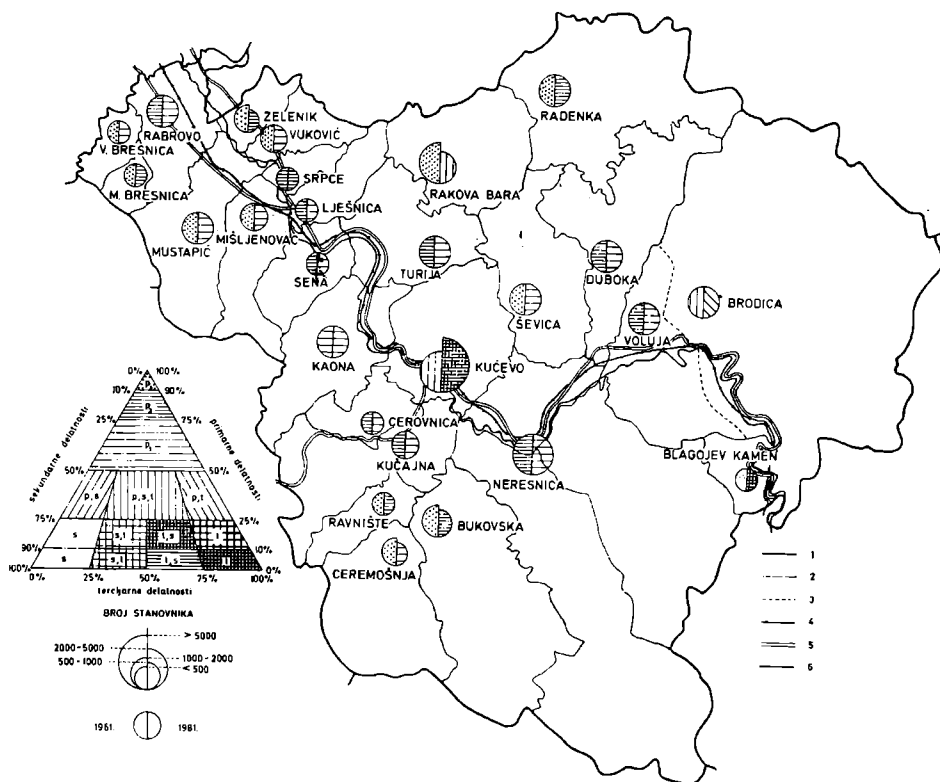 RADENKA
ŽELENIK
VUKOVIĆ
RABROVO
V. BREŠNICA
M. BRESNICA
SRPCE
RAKOVA BARA
LJEŠNICA
MIŠLJENOVAC
MUSTAPIĆ
SENA
TURIJA
DUBOKA
BRODICA
ŠEVICA
VOLUJA
KAONA
KUČEVO
CEROVNICA
KUČAJNA
NERESNICA
BLAGOJEV KAMEN
RAVNIŠTE
BUKOVSKA
CEREMOŠNJA
0% 100%
10% 90%
25% 75%
50% 50%
75% 25%
90% 10%
100% 0%
0% 25% 50% 75% 100%
sekundarne delatnosti
primarne delatnosti
tercijarne delatnosti
p,s p,s,t p,t
s s,t t,s t
s s,t t,s t
BROJ STANOVNIKA
> 5000
2000-5000
1000-2000
500-1000
< 500
1961. 1981.
1
2
3
4
5
6